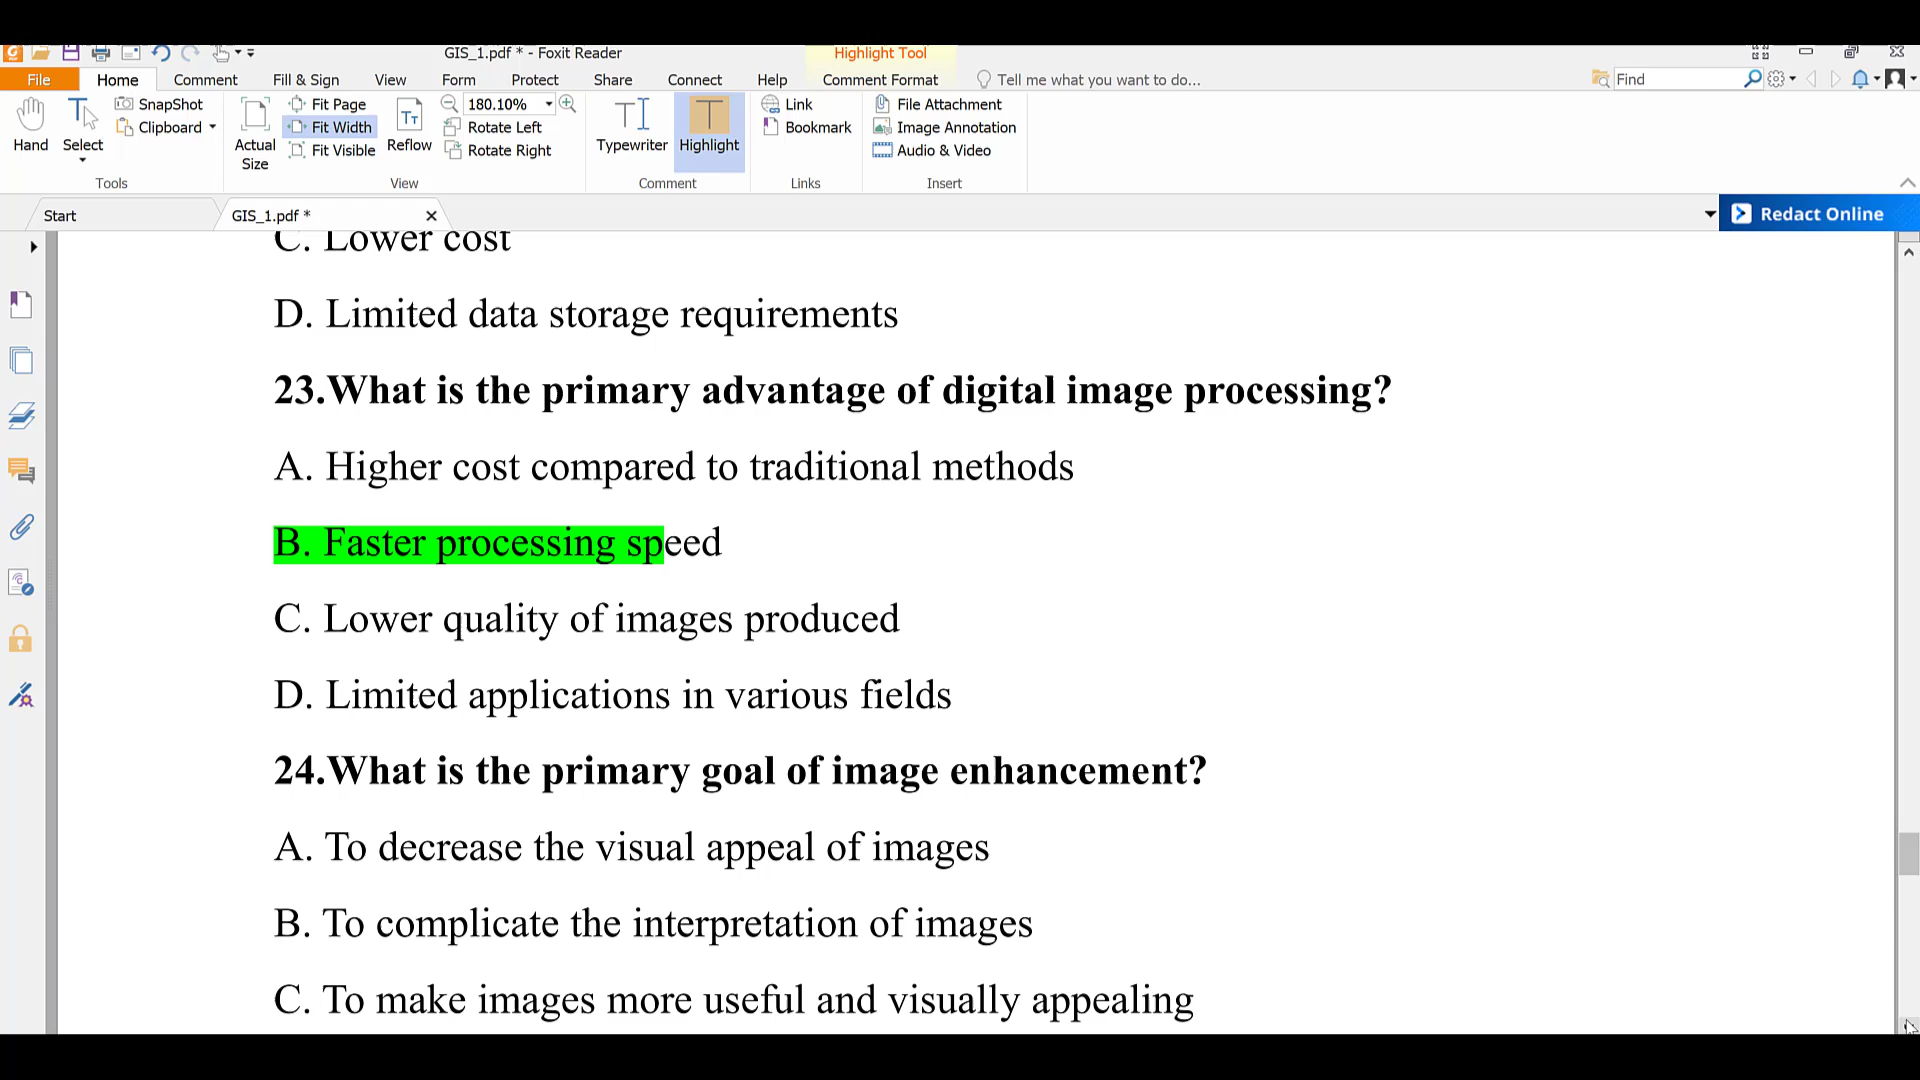 GIS_1.pdf * - Foxit Reader
Highlight Tool
File
Home
Comment
Fill & Sign
View
Form
Protect
Share
Connect
Help
Comment Format
Tell me what you want to do...
Find
Hand
Select
SnapShot
Clipboard
Tools
Actual Size
Fit Page
Fit Width
Fit Visible
Reflow
180.10%
Rotate Left
Rotate Right
View
Typewriter
Highlight
Comment
Link
Bookmark
Links
File Attachment
Image Annotation
Audio & Video
Insert
Start
GIS_1.pdf *
Redact Online
C. Lower cost
D. Limited data storage requirements
23.What is the primary advantage of digital image processing?
A. Higher cost compared to traditional methods
B. Faster processing speed
C. Lower quality of images produced
D. Limited applications in various fields
24.What is the primary goal of image enhancement?
A. To decrease the visual appeal of images
B. To complicate the interpretation of images
C. To make images more useful and visually appealing